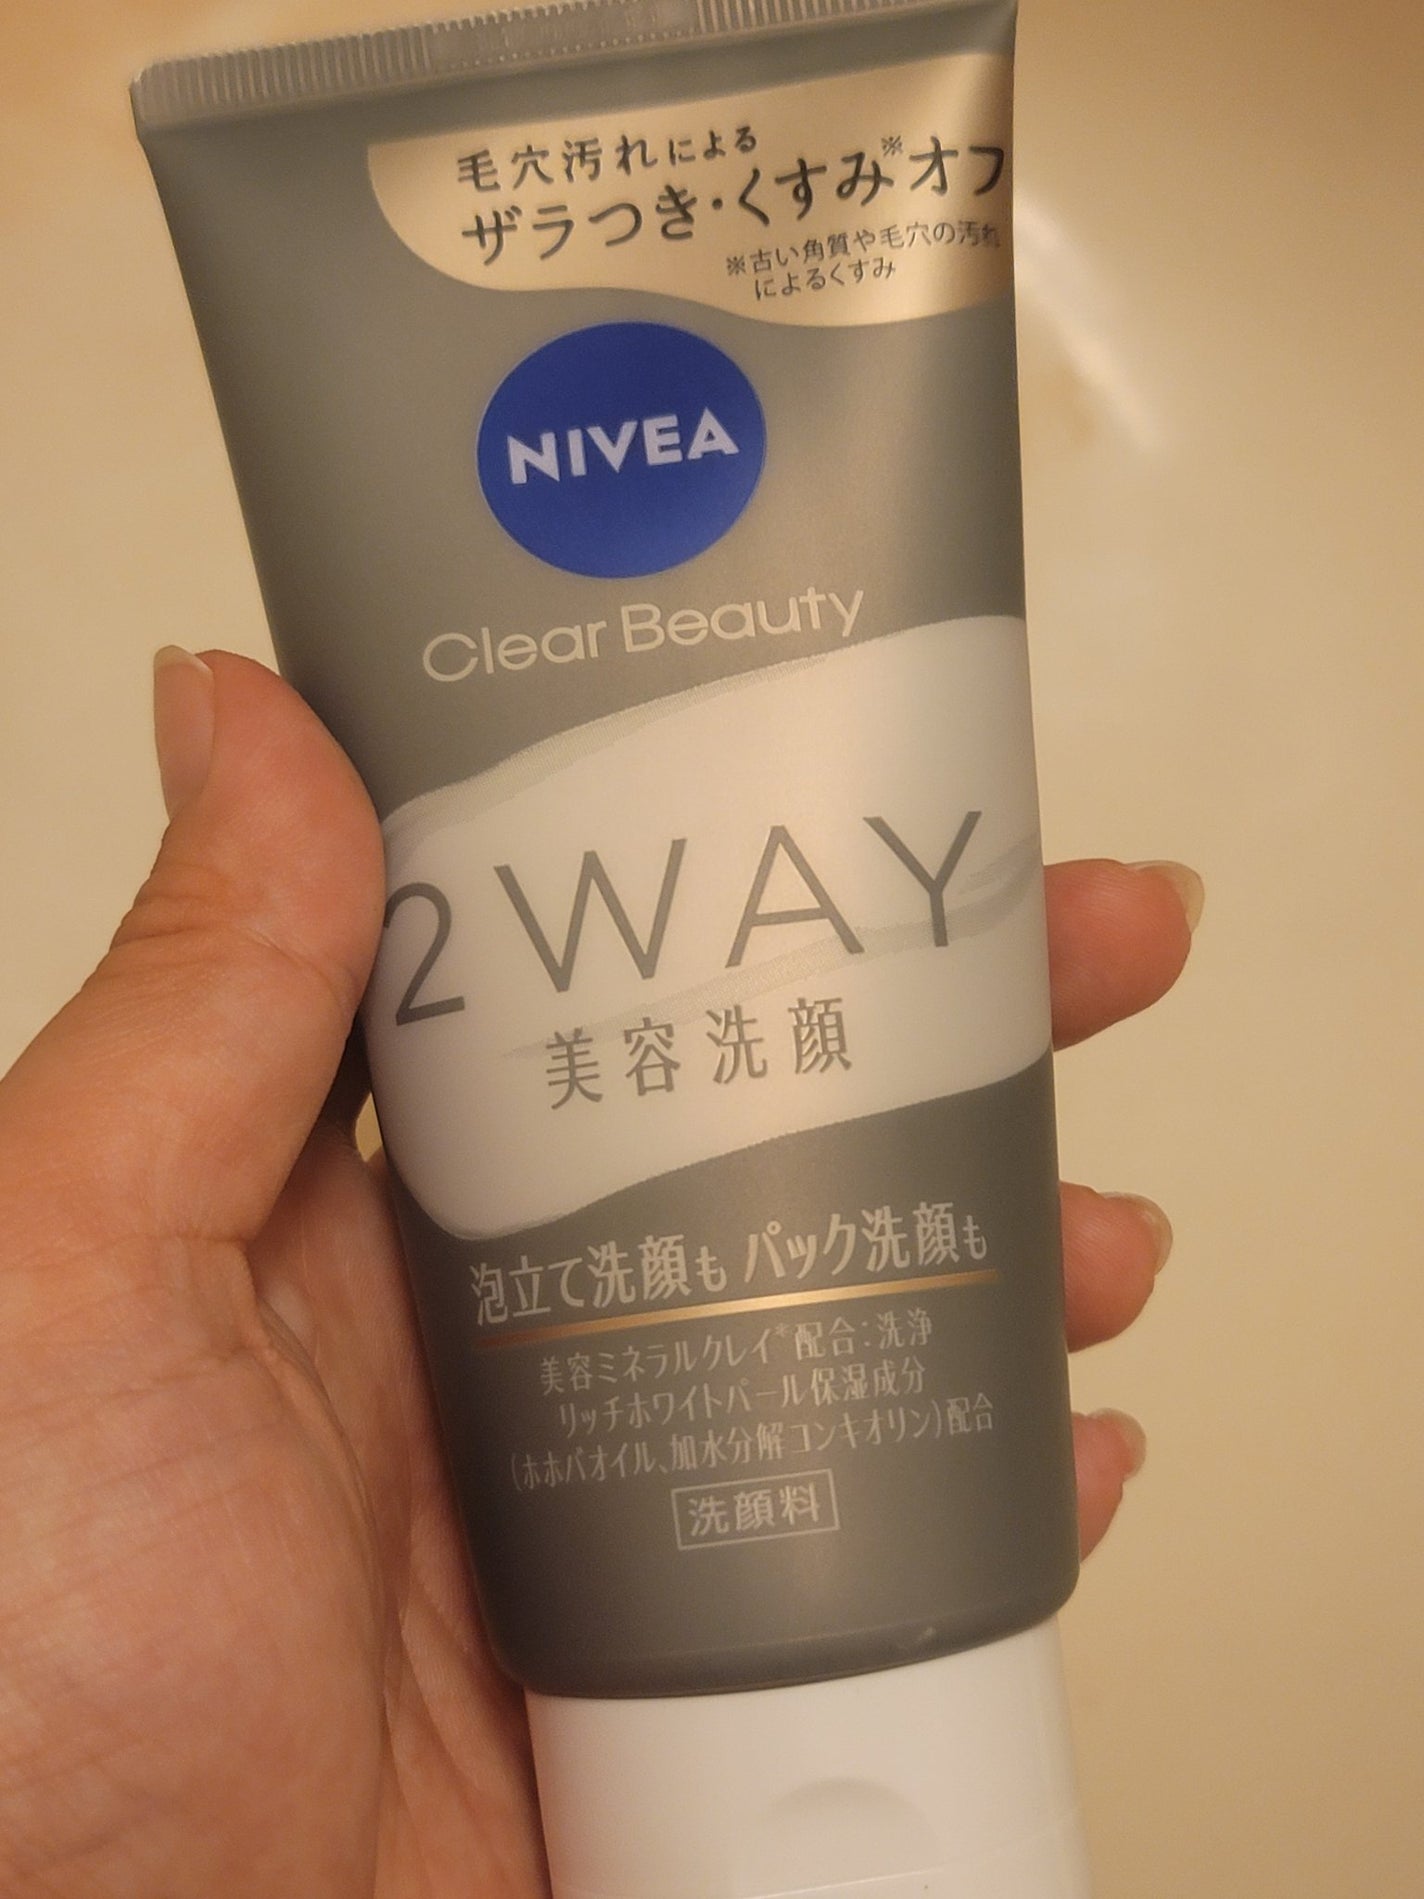 毛穴汚れによる
ザラつき・くすみ※オフ
※古い角質や毛穴の汚れ
によるくすみ
NIVEA
Clear Beauty
2WAY
美容洗顔
泡立て洗顔も パック洗顔も
美容ミネラルクレイ*配合:洗浄
リッチホワイトパール保湿成分
(ホホバオイル、加水分解コンキオリン)配合
洗顔料